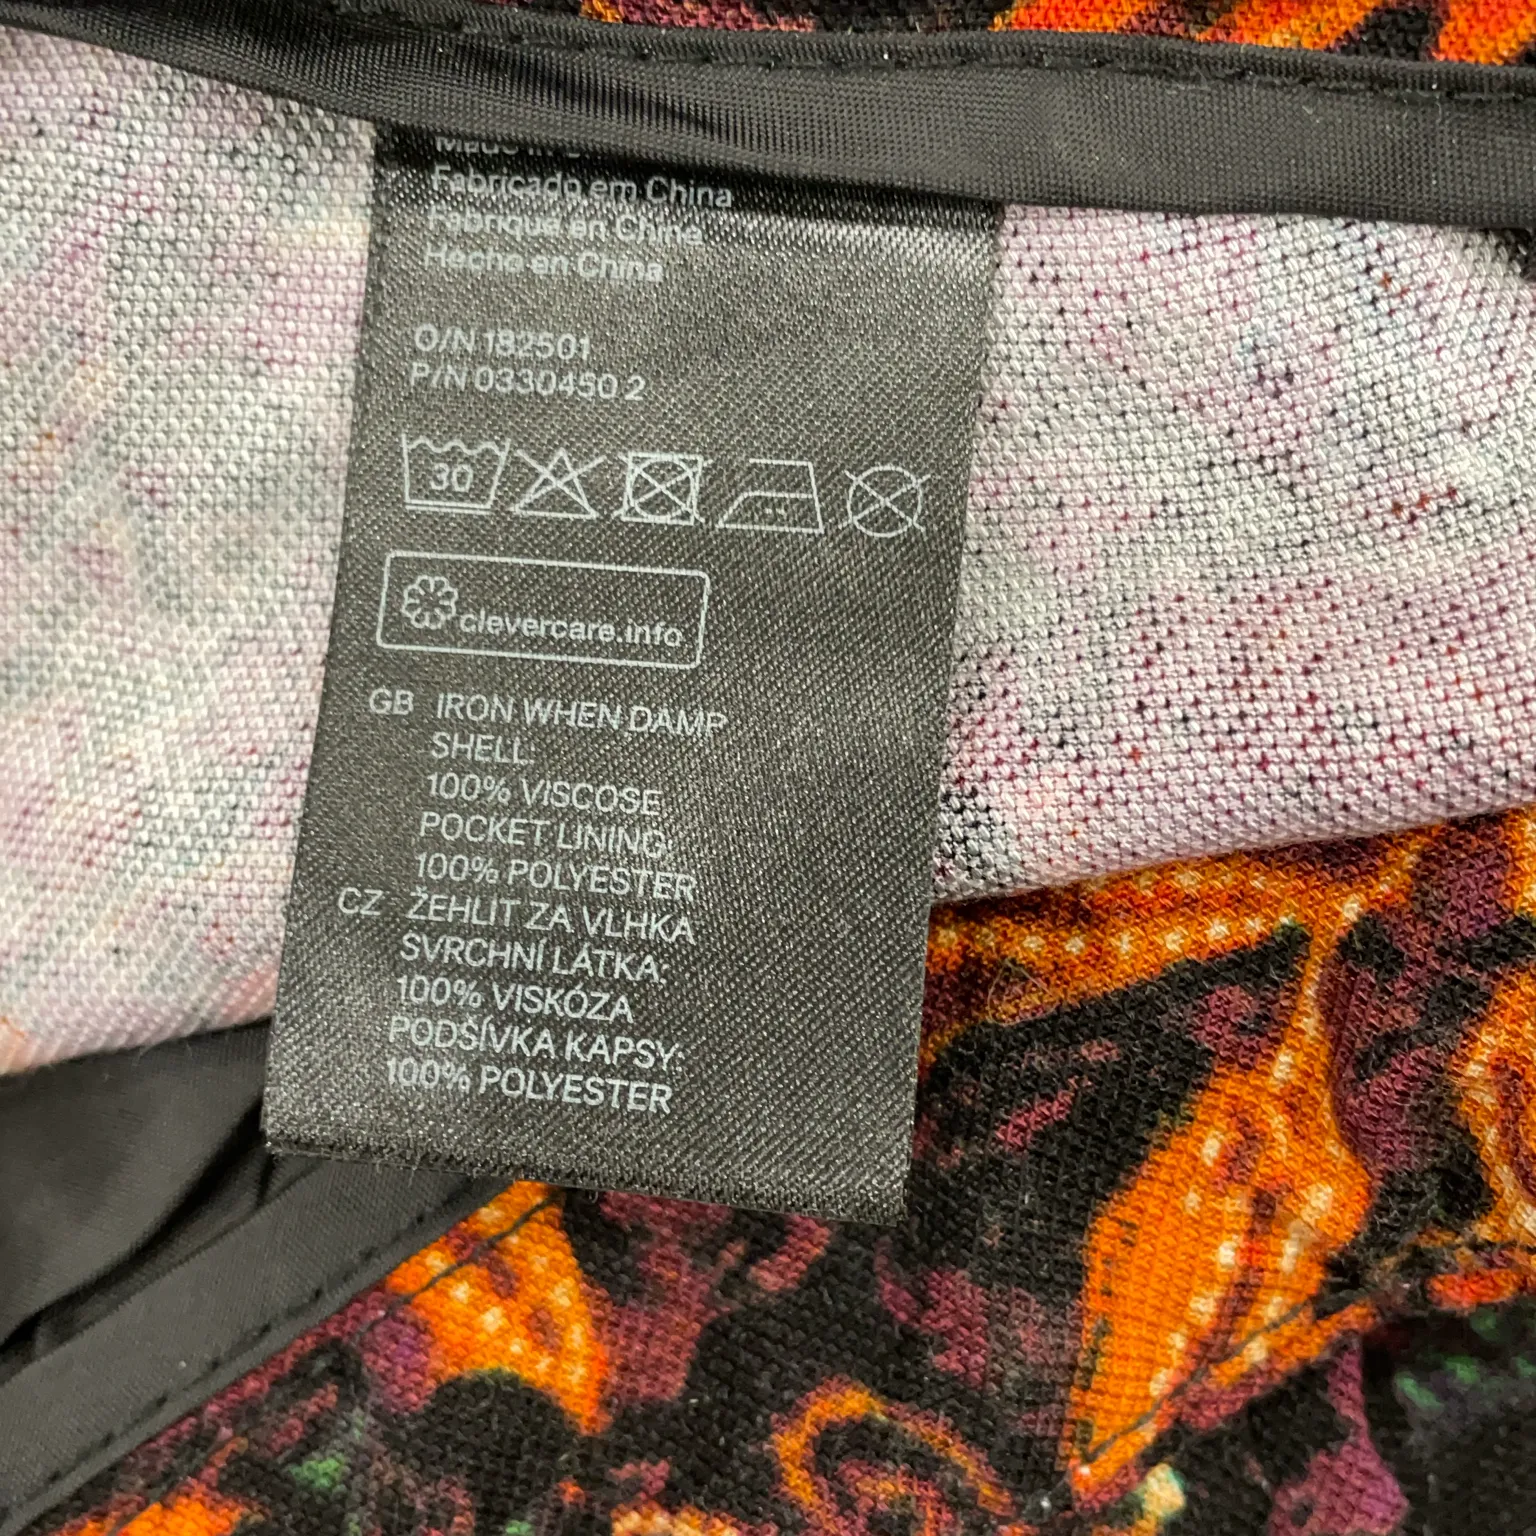 Made in
Fabricado em China
Fabriqué en Chine
Hecho en China
O/N 182501
P/N 0330450 2
30
clevercare.info
GB IRON WHEN DAMP
SHELL:
100% VISCOSE
POCKET LINING:
100% POLYESTER
CZ ŽEHLIT ZA VLHKA
SVRCHNÍ LÁTKA:
100% VISKÓZA
PODŠÍVKA KAPSY:
100% POLYESTER